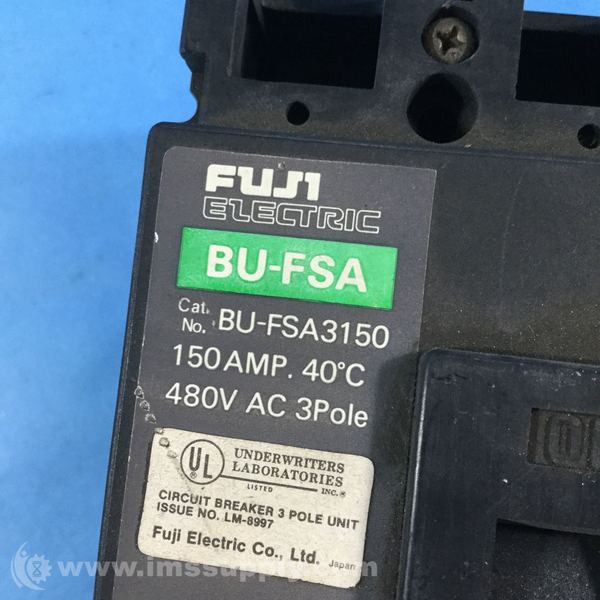 FUJI
ELECTRIC
BU-FSA
Cat. No. BU-FSA3150
150 AMP. 40°C
480V AC 3Pole
UL
UNDERWRITERS
LABORATORIES
LISTED INC.®
CIRCUIT BREAKER 3 POLE UNIT
ISSUE NO. LM-8997
Fuji Electric Co., Ltd. Japan
© www.imssupply.com